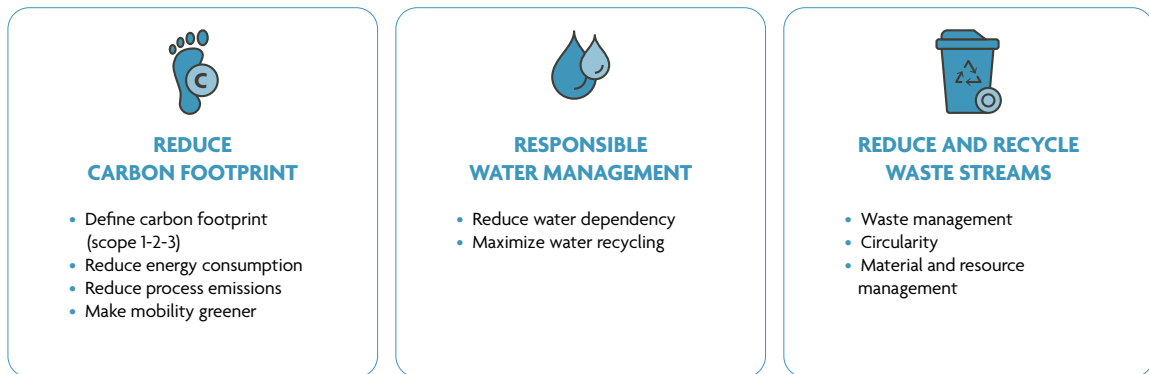 C
REDUCE
CARBON FOOTPRINT
• Define carbon footprint
(scope 1-2-3)
• Reduce energy consumption
• Reduce process emissions
• Make mobility greener
RESPONSIBLE
WATER MANAGEMENT
• Reduce water dependency
• Maximize water recycling
REDUCE AND RECYCLE
WASTE STREAMS
• Waste management
• Circularity
• Material and resource
management